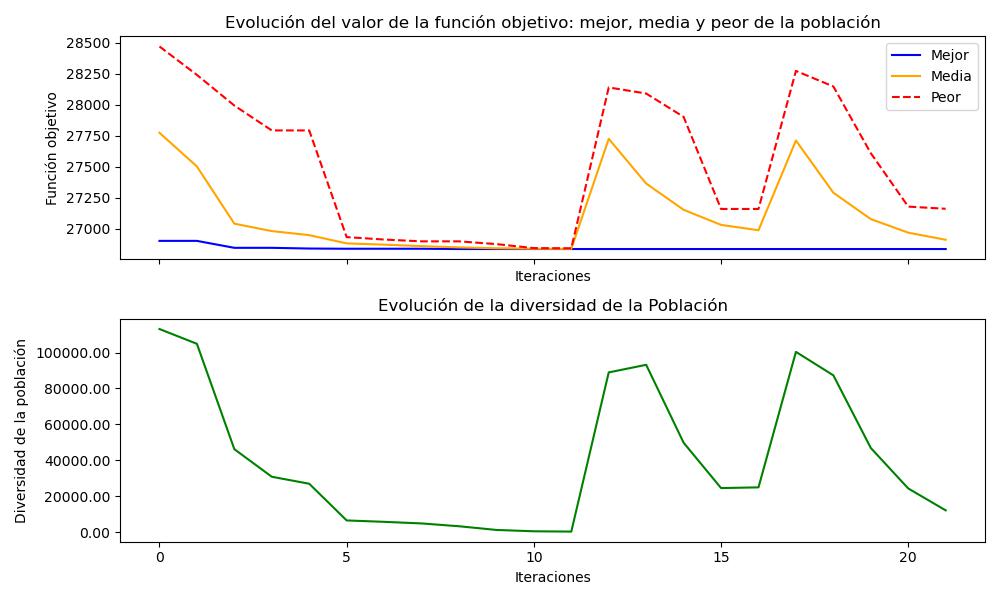 Evolución del valor de la función objetivo: mejor, media y peor de la población
Función objetivo
28500
28250
28000
27750
27500
27250
27000
Mejor
Media
Peor
Iteraciones
Evolución de la diversidad de la Población
Diversidad de la población
100000.00
80000.00
60000.00
40000.00
20000.00
0.00
0 5 10 15 20
Iteraciones